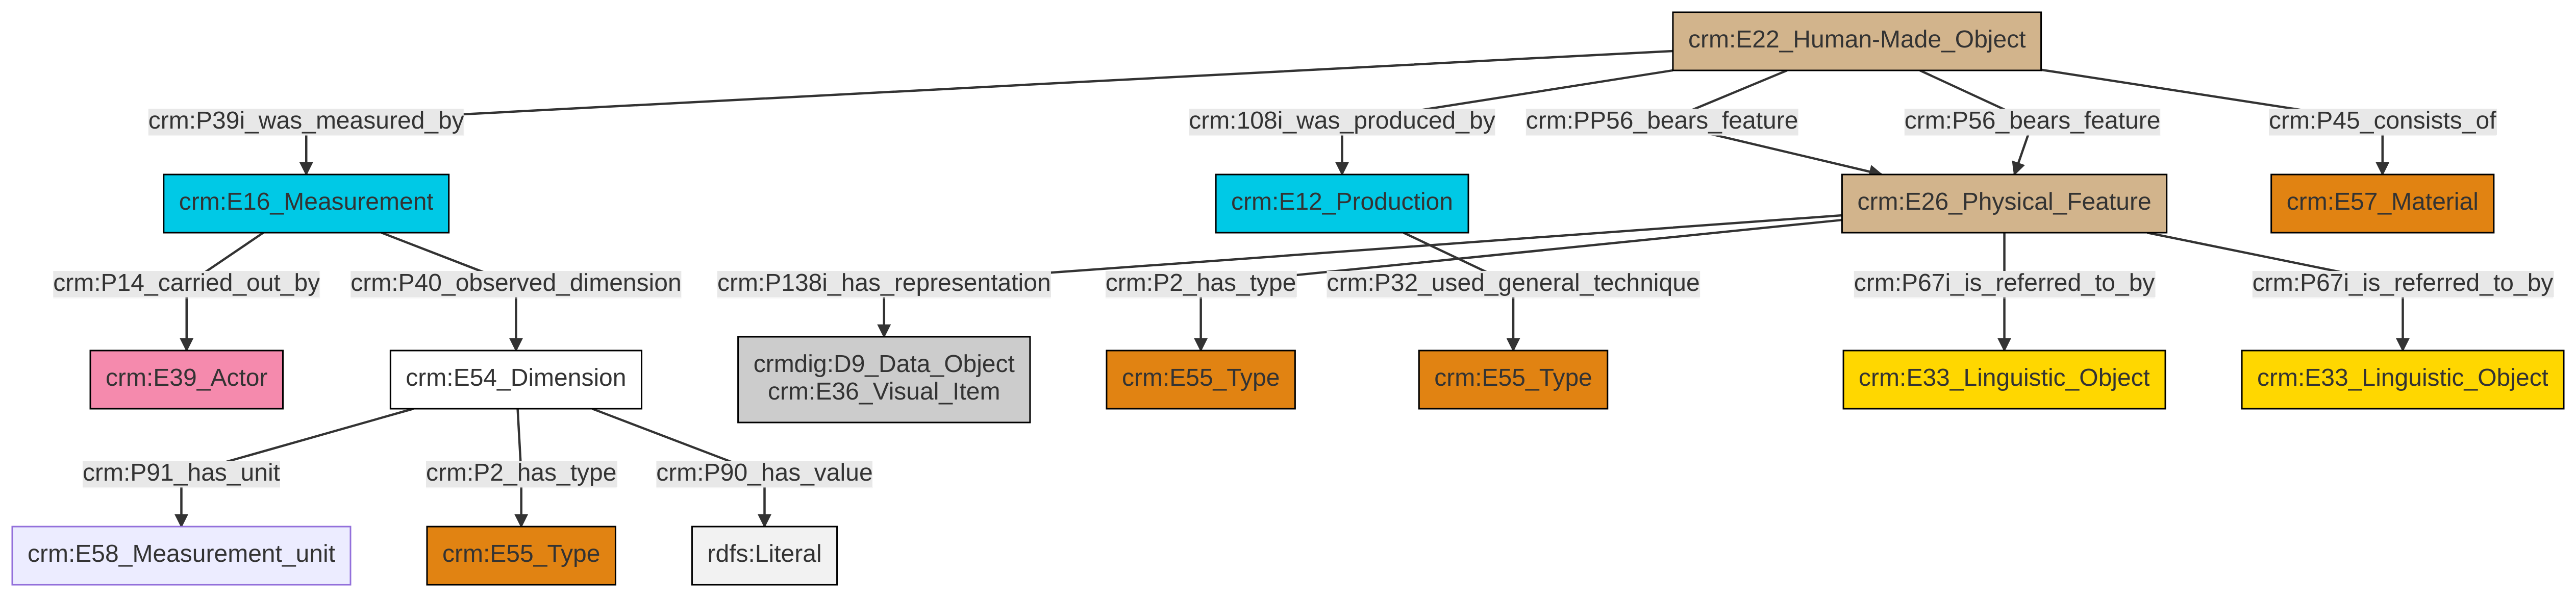 crm:E22_Human-Made_Object
crm:P39i_was_measured_by
crm:108i_was_produced_by
crm:PP56_bears_feature
crm:P56_bears_feature
crm:P45_consists_of
crm:E16_Measurement
crm:E12_Production
crm:E26_Physical_Feature
crm:E57_Material
crm:P14_carried_out_by
crm:P40_observed_dimension
crm:P138i_has_representation
crm:P2_has_type
crm:P32_used_general_technique
crm:P67i_is_referred_to_by
crm:P67i_is_referred_to_by
crm:E39_Actor
crm:E54_Dimension
crmdig:D9_Data_Object
crm:E36_Visual_Item
crm:E55_Type
crm:E55_Type
crm:E33_Linguistic_Object
crm:E33_Linguistic_Object
crm:P91_has_unit
crm:P2_has_type
crm:P90_has_value
crm:E58_Measurement_unit
crm:E55_Type
rdfs:Literal